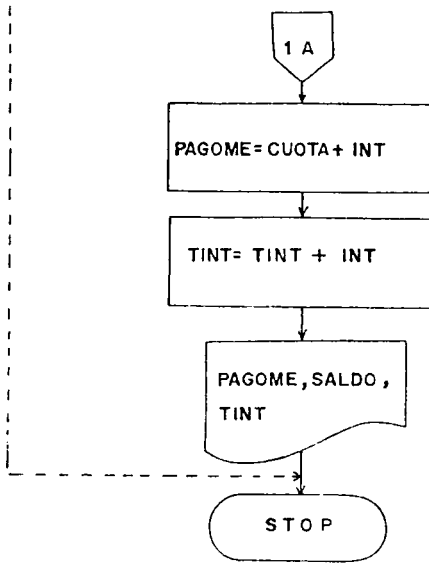 1 A
PAGOME = CUOTA + INT
TINT = TINT + INT
PAGOME, SALDO,
TINT
STOP